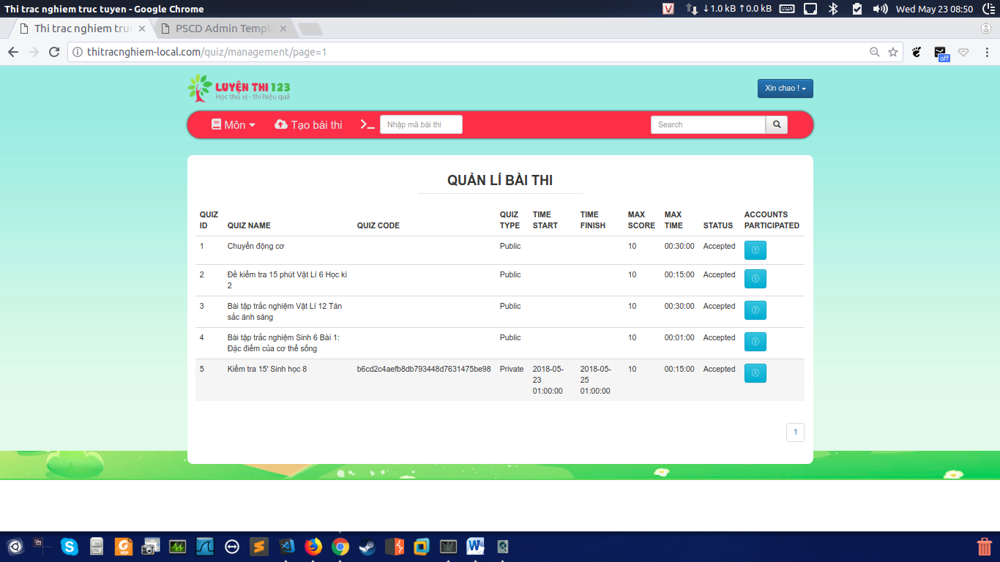 Thi trac nghiem truc tuyen - Google Chrome
↓1.0 kB ↑0.0 kB
Wed May 23 08:50
Thi trac nghiem tru
PSCD Admin Templ
thitracnghiem-local.com/quiz/management/page=1
off
LUYỆN THI 123
Học thú vị - thi hiệu quả
Xin chao !
Môn
Tạo bài thi
Nhập mã bài thi
Search
QUẢN LÍ BÀI THI
QUIZ ID QUIZ NAME QUIZ CODE QUIZ TYPE TIME START TIME FINISH MAX SCORE MAX TIME STATUS ACCOUNTS PARTICIPATED
1 Chuyển động cơ Public 10 00:30:00 Accepted
2 Đề kiểm tra 15 phút Vật Lí 6 Học kì 2 Public 10 00:15:00 Accepted
3 Bài tập trắc nghiệm Vật Lí 12 Tán sắc ánh sáng Public 10 00:30:00 Accepted
4 Bài tập trắc nghiệm Sinh 6 Bài 1: Đặc điểm của cơ thể sống Public 10 00:01:00 Accepted
5 Kiểm tra 15' Sinh học 8 b6cd2c4aefb8db793448d7631475be98 Private 2018-05-23 01:00:00 2018-05-25 01:00:00 10 00:15:00 Accepted
1